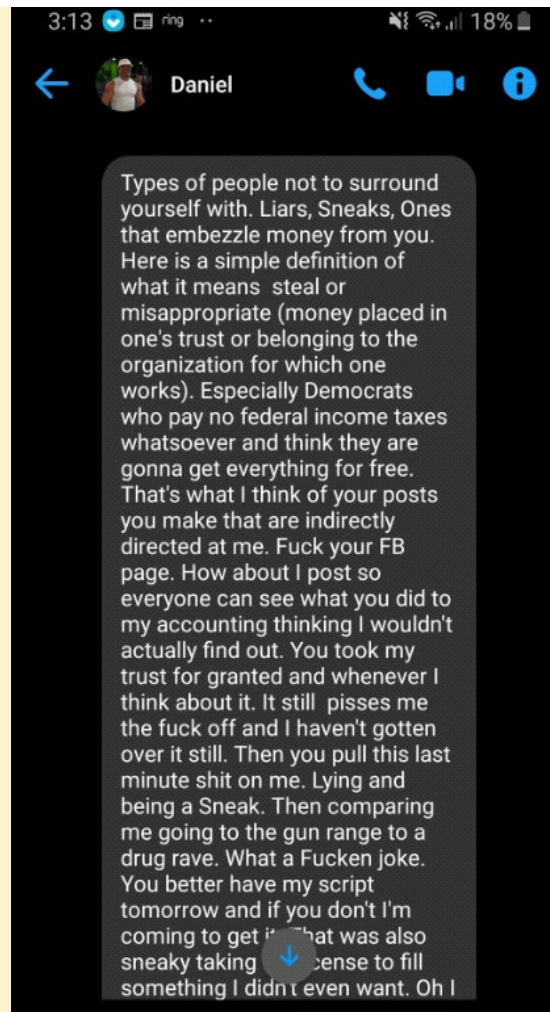 3:13 ring 18%
Daniel
Types of people not to surround
yourself with. Liars, Sneaks, Ones
that embezzle money from you.
Here is a simple definition of
what it means  steal or
misappropriate (money placed in
one's trust or belonging to the
organization for which one
works). Especially Democrats
who pay no federal income taxes
whatsoever and think they are
gonna get everything for free.
That's what I think of your posts
you make that are indirectly
directed at me. Fuck your FB
page. How about I post so
everyone can see what you did to
my accounting thinking I wouldn't
actually find out. You took my
trust for granted and whenever I
think about it. It still  pisses me
the fuck off and I haven't gotten
over it still. Then you pull this last
minute shit on me. Lying and
being a Sneak. Then comparing
me going to the gun range to a
drug rave. What a Fucken joke.
You better have my script
tomorrow and if you don't I'm
coming to get was also
sneaky taking to fill
something I didn't even want. Oh I